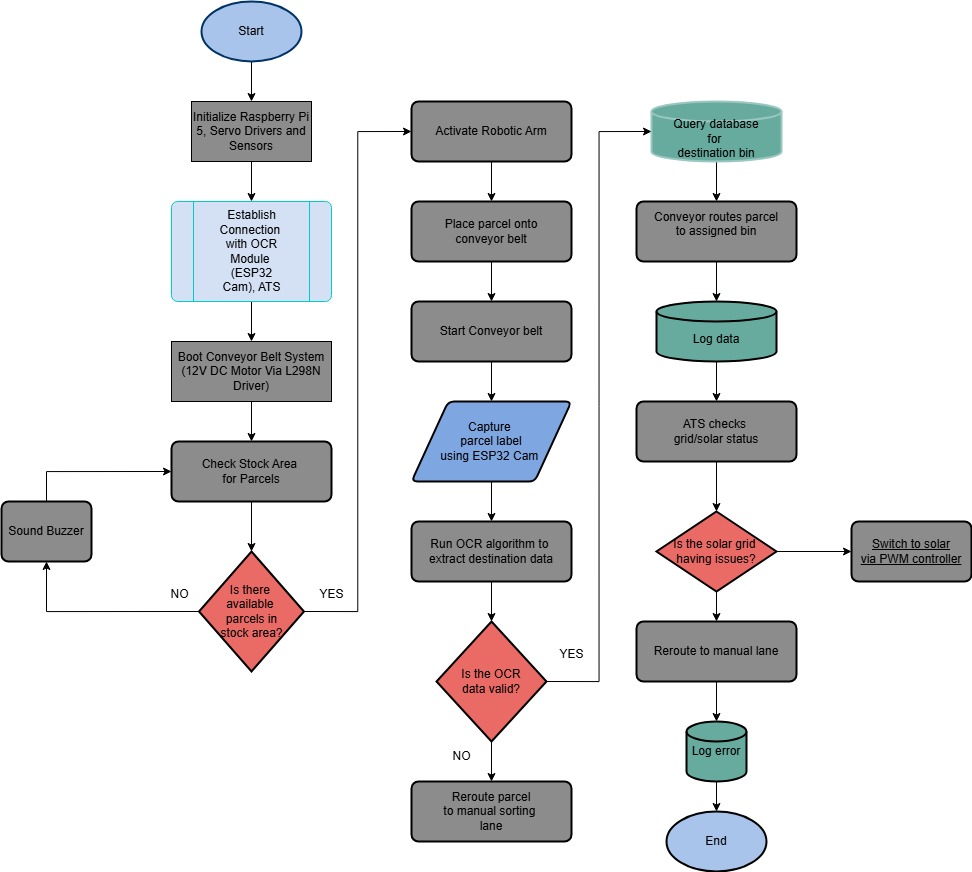 Start
Initialize Raspberry Pi
5, Servo Drivers and
Sensors
Establish
Connection
with OCR
Module
(ESP32
Cam), ATS
Boot Conveyor Belt System
(12V DC Motor Via L298N
Driver)
Check Stock Area
for Parcels
Sound Buzzer
NO
Is there
available
parcels in
stock area?
YES
Activate Robotic Arm
Place parcel onto
conveyor belt
Start Conveyor belt
Capture
parcel label
using ESP32 Cam
Run OCR algorithm to
extract destination data
Is the OCR
data valid?
YES
NO
Reroute parcel
to manual sorting
lane
Query database
for
destination bin
Conveyor routes parcel
to assigned bin
Log data
ATS checks
grid/solar status
Is the solar grid
having issues?
Switch to solar
via PWM controller
Reroute to manual lane
Log error
End